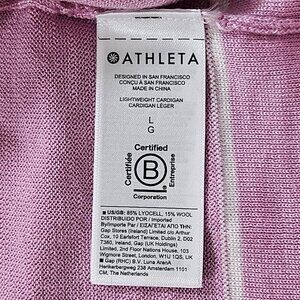 ATHLETA
DESIGNED IN SAN FRANCISCO
CONÇU À SAN FRANCISCO
MADE IN CHINA
LIGHTWEIGHT CARDIGAN
CARDIGAN LÉGER
L
G
Certified
Certifiée
B
Entreprise
Corporation
US/GB: 85% LYOCELL, 15% WOOL
DISTRIBUIDO POR / Imported
By/Importe Par / ΕΙΣΑΓΕΤΑΙ ΑΠΌ ΤΗΝ:
Gap Stores (Ireland) Limited c/o Arthur
Cox, 10 Earlsfort Terrace, Dublin 2, D02
7380, Ireland, Gap (UK Holdings)
Limited, 2nd Floor Nations House, 103
Wigmore Street, London, W1U 1QS, UK
Gap (RHC) B.V. Luna ArenA
Herikerbergweg 238 Amsterdam 1101
CM, The Netherlands